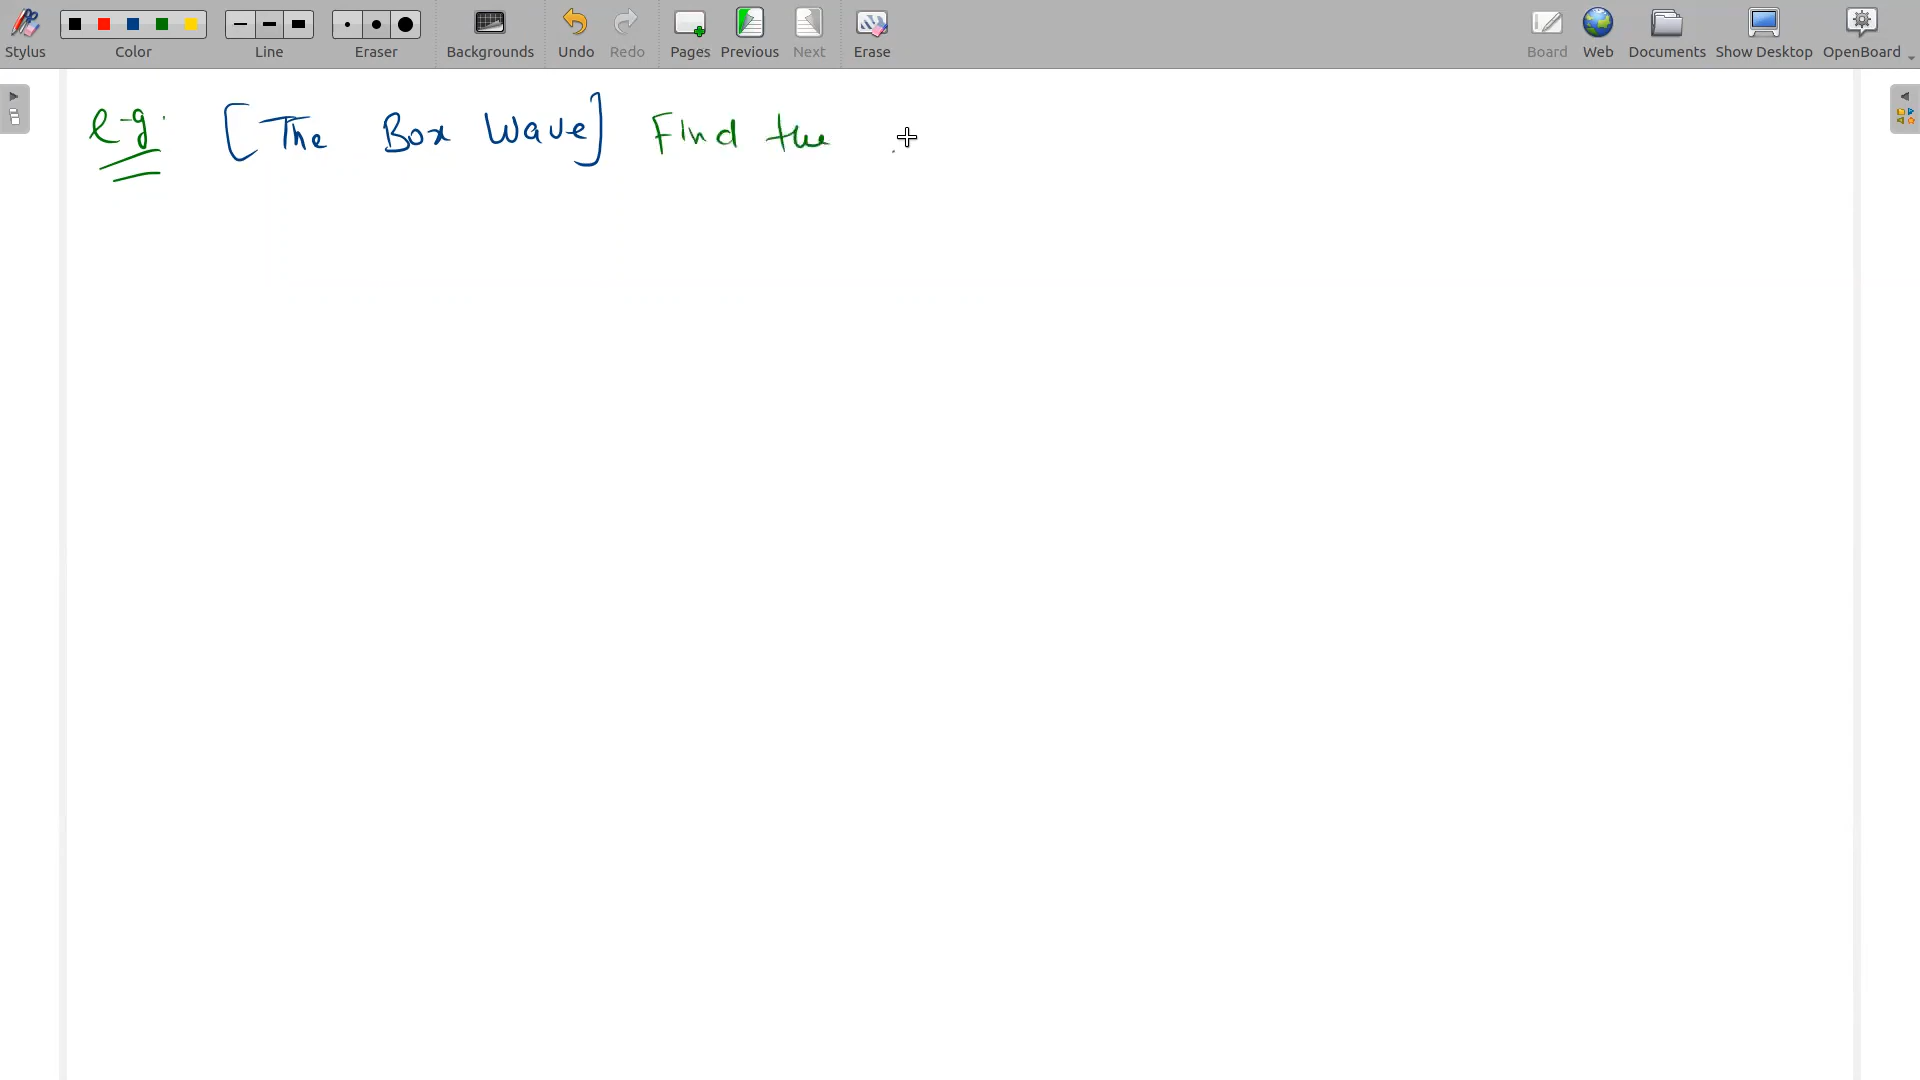 Stylus Color Line Eraser Backgrounds Undo Redo Pages Previous Next Erase Board Web Documents Show Desktop OpenBoard
e-g: [The Box Wave] Find the